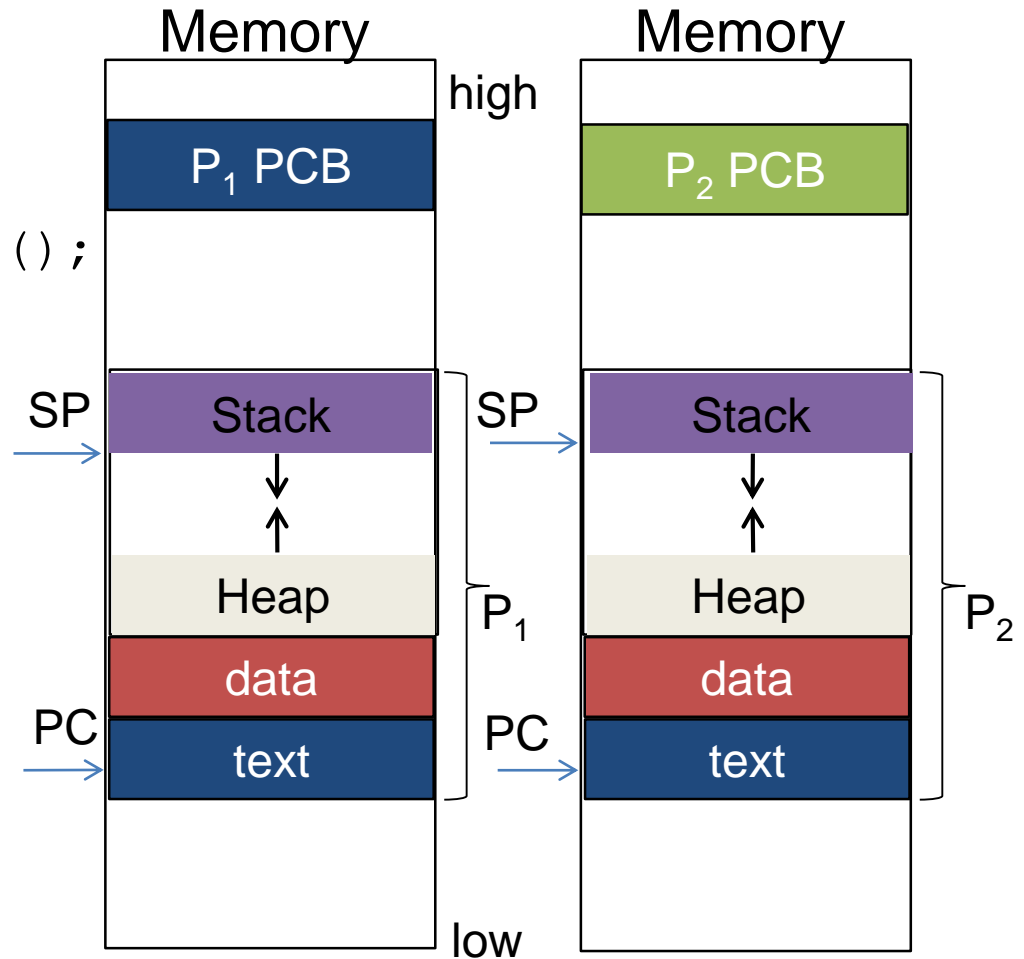 Memory
Memory
high
P₁ PCB
P₂ PCB
();
SP
Stack
SP
Stack
Heap
P₁
Heap
P₂
data
data
PC
text
PC
text
low